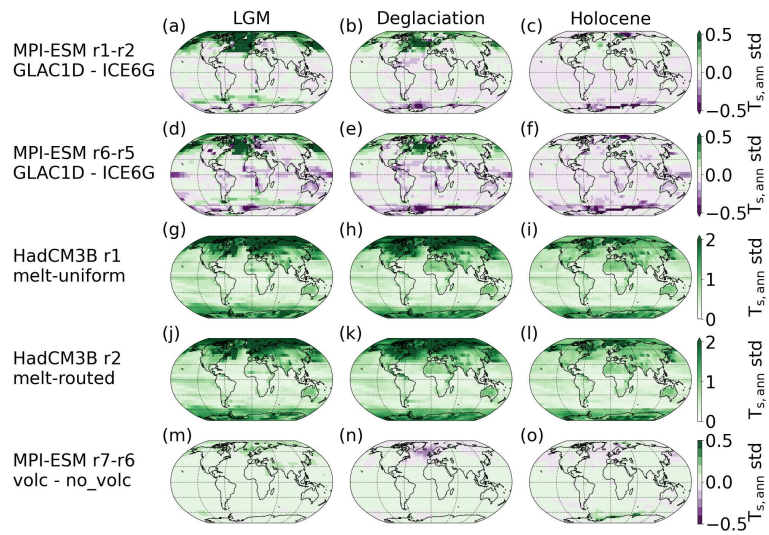 LGM Deglaciation Holocene
(a) (b) (c)
MPI-ESM r1-r2
GLAC1D - ICE6G
0.5
0.0
−0.5
Ts, ann std
(d) (e) (f)
MPI-ESM r6-r5
GLAC1D - ICE6G
0.5
0.0
−0.5
Ts, ann std
(g) (h) (i)
HadCM3B r1
melt-uniform
2
1
0
Ts, ann std
(j) (k) (l)
HadCM3B r2
melt-routed
2
1
0
Ts, ann std
(m) (n) (o)
MPI-ESM r7-r6
volc - no_volc
0.5
0.0
−0.5
Ts, ann std